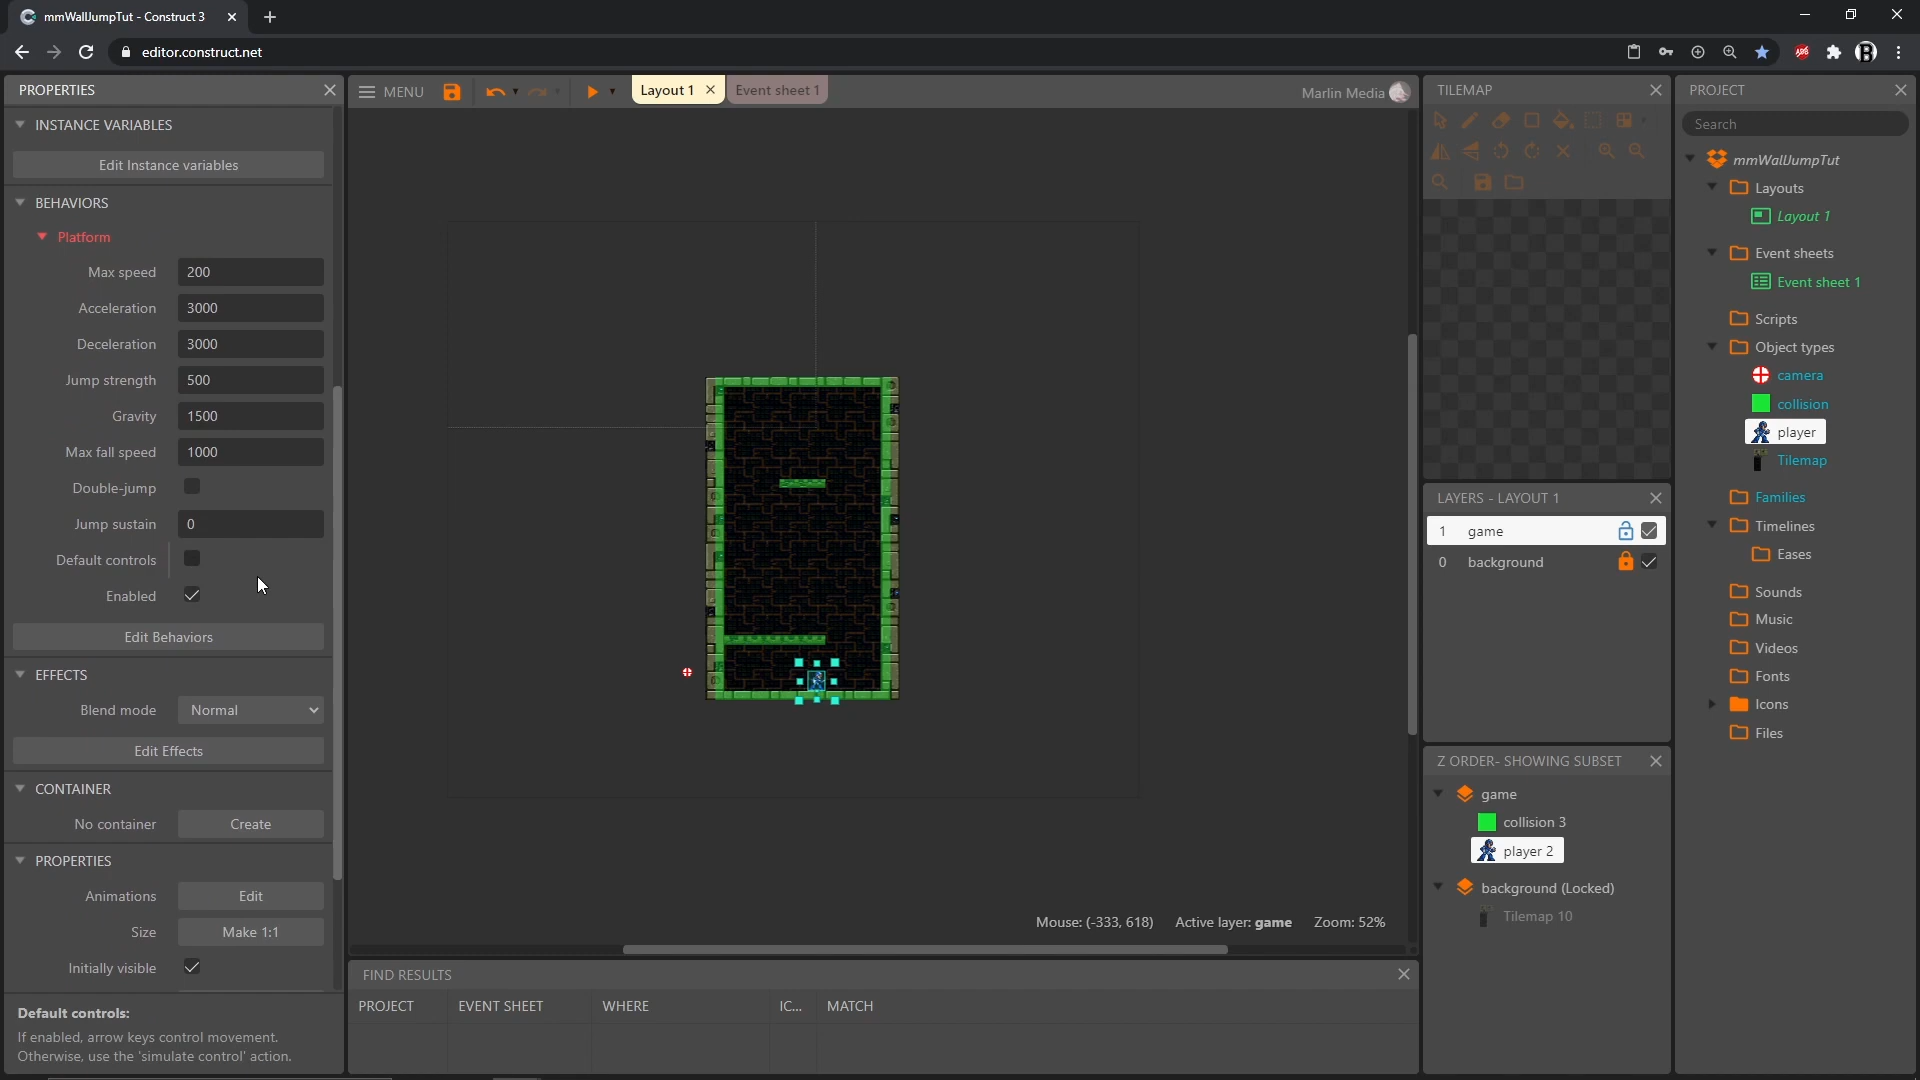 mmWallJumpTut - Construct 3
editor.construct.net
PROPERTIES
INSTANCE VARIABLES
Edit Instance variables
BEHAVIORS
Platform
Max speed 200
Acceleration 3000
Deceleration 3000
Jump strength 500
Gravity 1500
Max fall speed 1000
Double-jump
Jump sustain 0
Default controls
Enabled
Edit Behaviors
EFFECTS
Blend mode Normal
Edit Effects
CONTAINER
No container Create
PROPERTIES
Animations Edit
Size Make 1:1
Initially visible
Default controls:
If enabled, arrow keys control movement.
Otherwise, use the 'simulate control' action.
MENU
Layout 1
Event sheet 1
Marlin Media
Mouse: (-333, 618) Active layer: game Zoom: 52%
FIND RESULTS
PROJECT EVENT SHEET WHERE IC... MATCH
TILEMAP
LAYERS - LAYOUT 1
1 game
0 background
Z ORDER- SHOWING SUBSET
game
collision 3
player 2
background (Locked)
Tilemap 10
PROJECT
Search
mmWallJumpTut
Layouts
Layout 1
Event sheets
Event sheet 1
Scripts
Object types
camera
collision
player
Tilemap
Families
Timelines
Eases
Sounds
Music
Videos
Fonts
Icons
Files